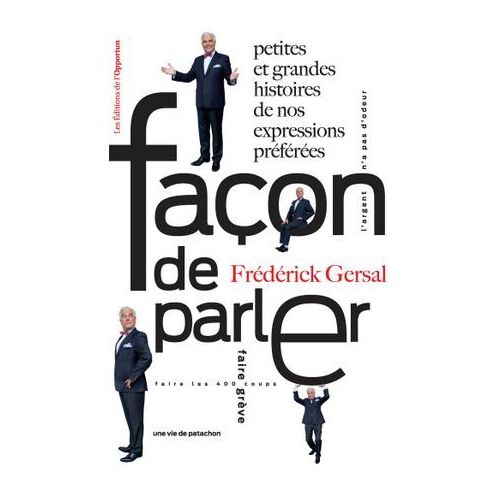 Les Éditions de l'Opportun
petites
et grandes
histoires
de nos
expressions
préférées
l'argent n'a pas d'odeur
façon
de
Frédérick Gersal
parler
faire grève
faire les 400 coups
une vie de patachon